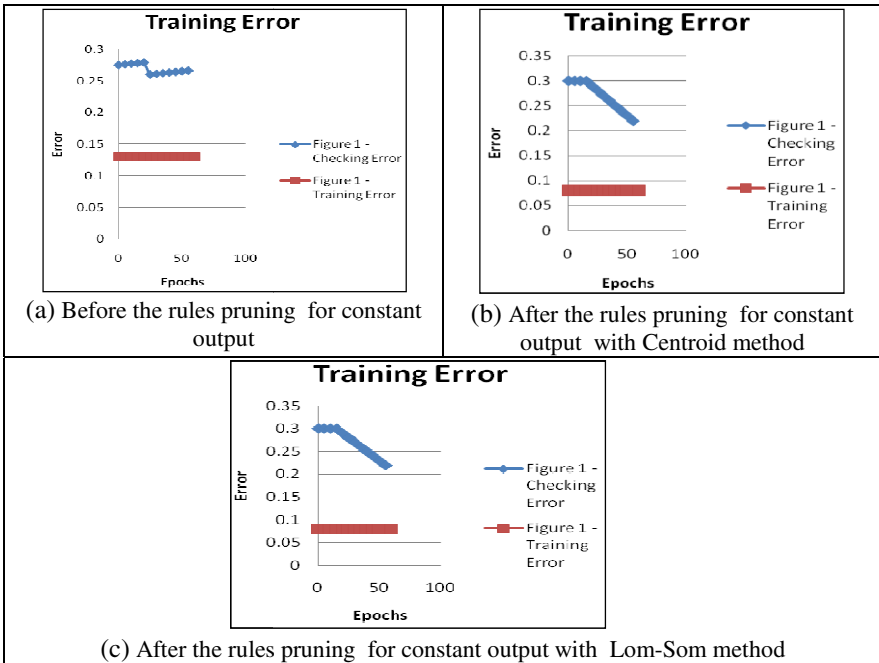 Training Error
0.3
0.25
0.2
0.15
0.1
0.05
0
Error
0 50 100
Epochs
Figure 1 -
Checking Error
Figure 1 -
Training Error
(a) Before the rules pruning for constant
output
Training Error
0.35
0.3
0.25
0.2
0.15
0.1
0.05
0
Error
0 50 100
Epochs
Figure 1 -
Checking
Error
Figure 1 -
Training
Error
(b) After the rules pruning for constant
output with Centroid method
Training Error
0.35
0.3
0.25
0.2
0.15
0.1
0.05
0
Error
0 50 100
Epochs
Figure 1 -
Checking
Error
Figure 1 -
Training
Error
(c) After the rules pruning for constant output with Lom-Som method